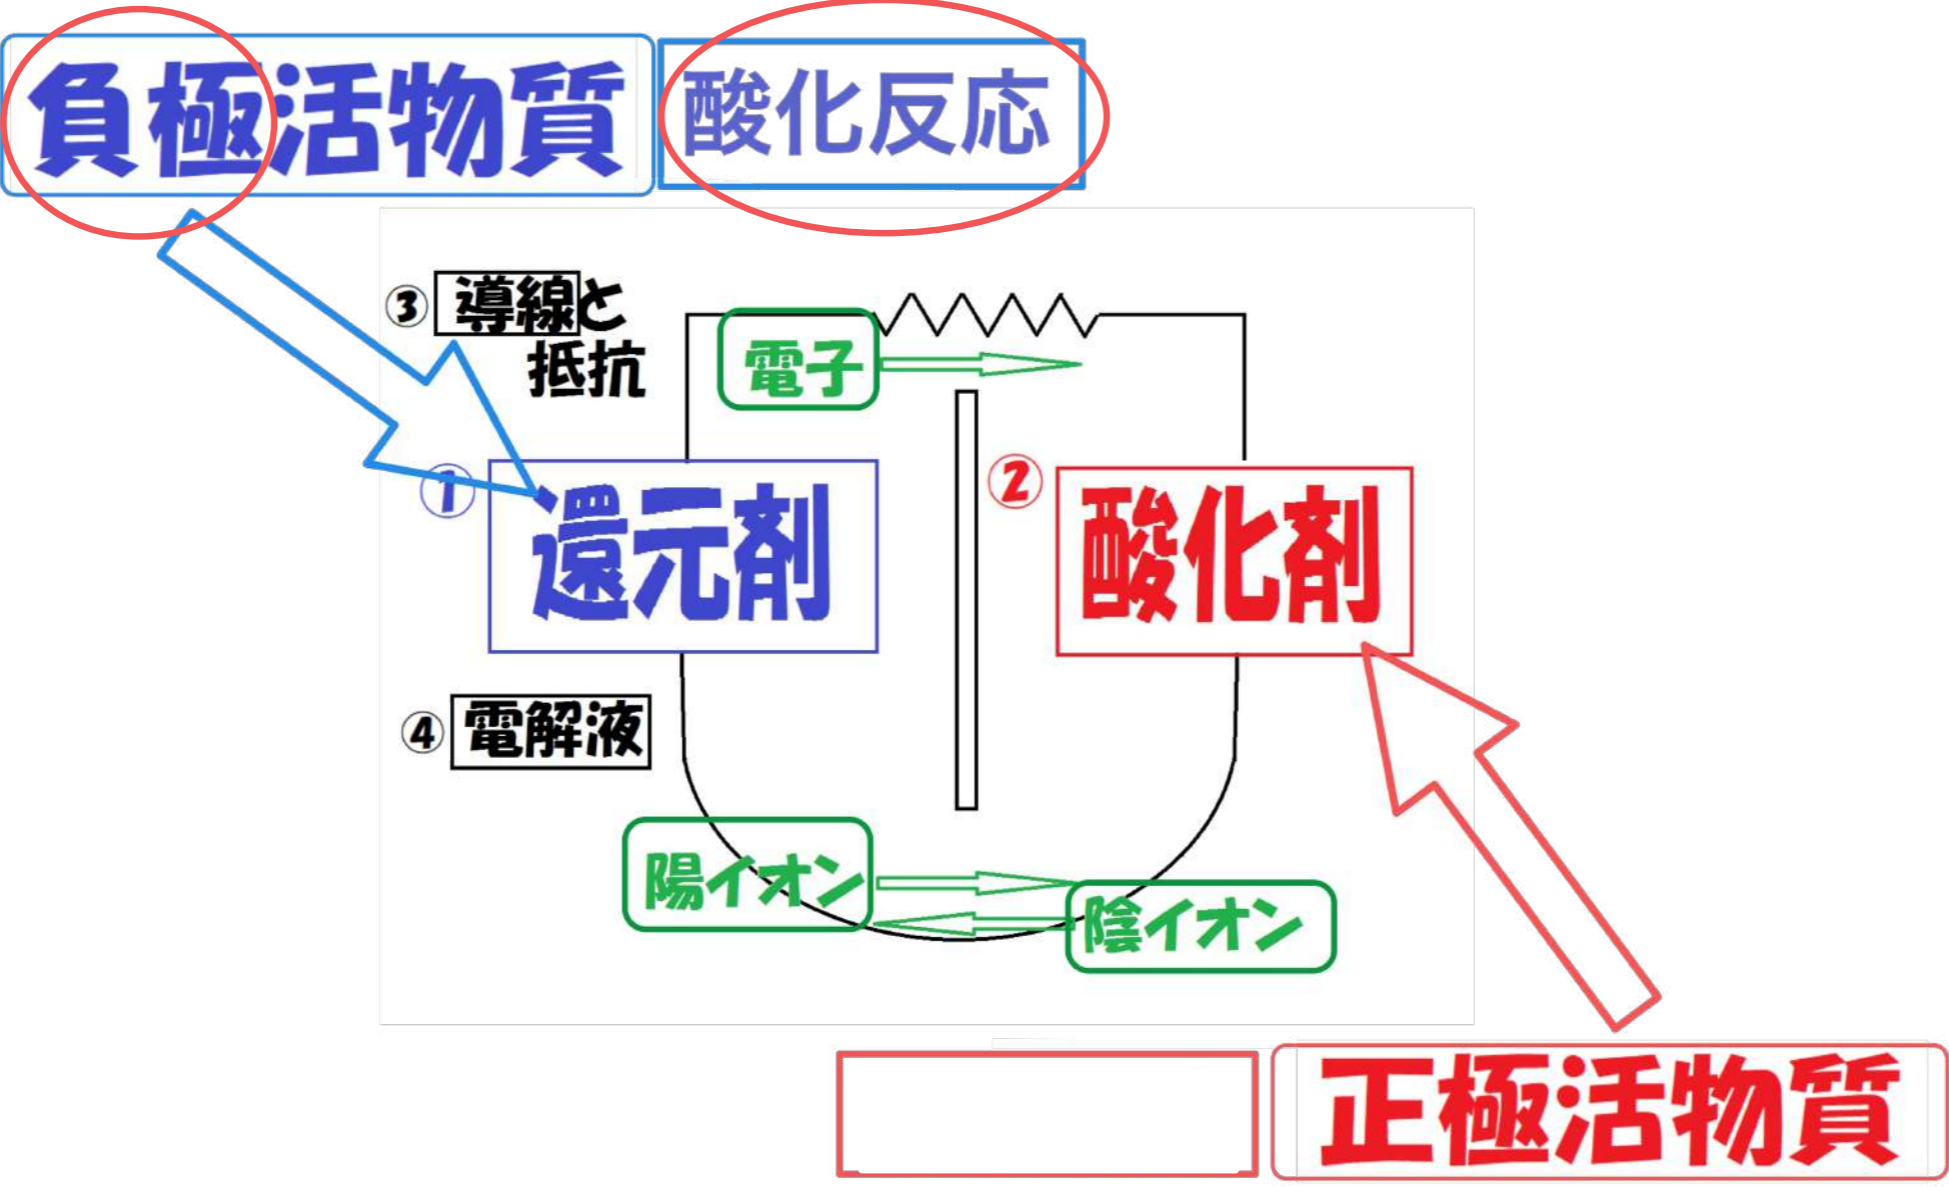 負極活物質
酸化反応
③ 導線と
抵抗
電子
①
還元剤
②
酸化剤
④ 電解液
陽イオン
陰イオン
正極活物質